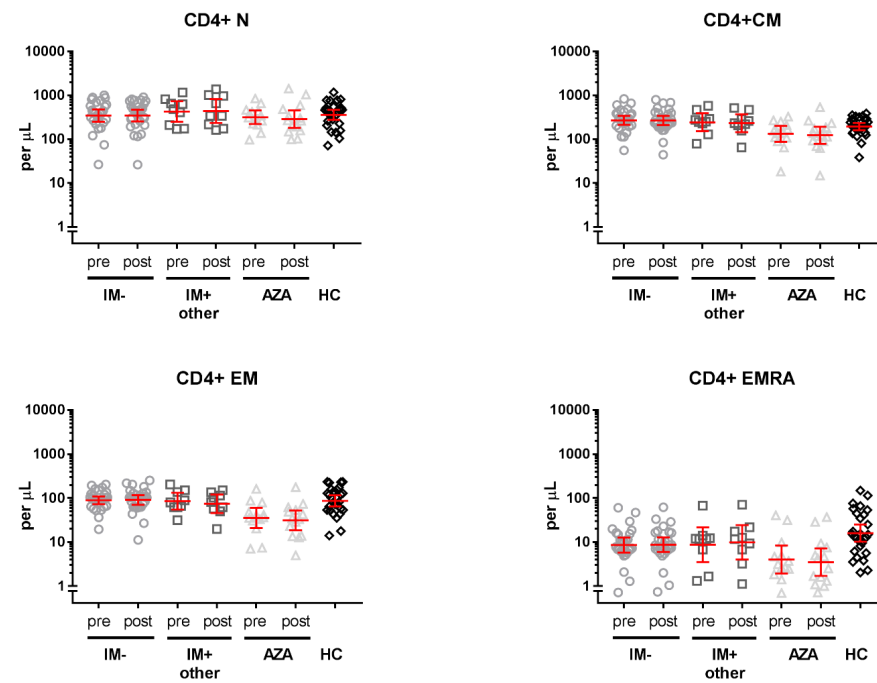 CD4+ N
10000
1000
100
10
1
per μL
pre post pre post pre post
IM- IM+ AZA HC
other
CD4+CM
10000
1000
100
10
1
per μL
pre post pre post pre post
IM- IM+ AZA HC
other
CD4+ EM
10000
1000
100
10
1
per μL
pre post pre post pre post
IM- IM+ AZA HC
other
CD4+ EMRA
10000
1000
100
10
1
per μL
pre post pre post pre post
IM- IM+ AZA HC
other